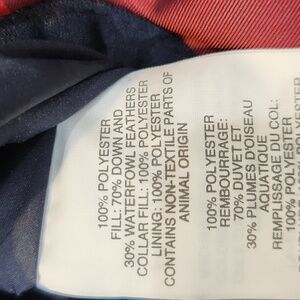 100% POLYESTER
FILL: 70% DOWN AND
30% WATERFOWL FEATHERS
COLLAR FILL: 100% POLYESTER
LINING: 100% POLYESTER
CONTAINS NON-TEXTILE PARTS OF
ANIMAL ORIGIN
100% POLYESTER
REMBOURRAGE:
70% DUVET ET
30% PLUMES D'OISEAU
AQUATIQUE
REMPLISSAGE DU COL:
100% POLYESTER